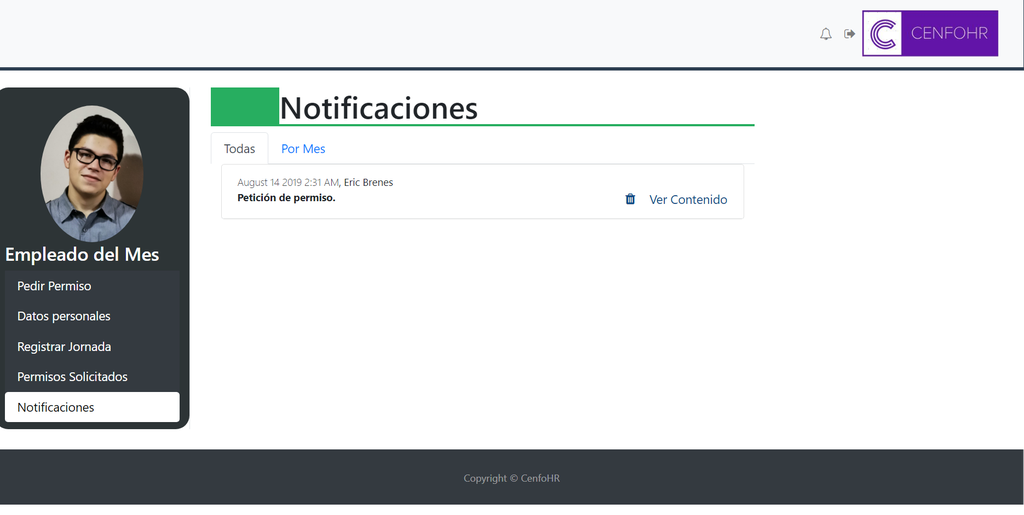 CENFOHR
Notificaciones
Todas
Por Mes
August 14 2019 2:31 AM, Eric Brenes
Petición de permiso.
Ver Contenido
Empleado del Mes
Pedir Permiso
Datos personales
Registrar Jornada
Permisos Solicitados
Notificaciones
Copyright © CenfoHR